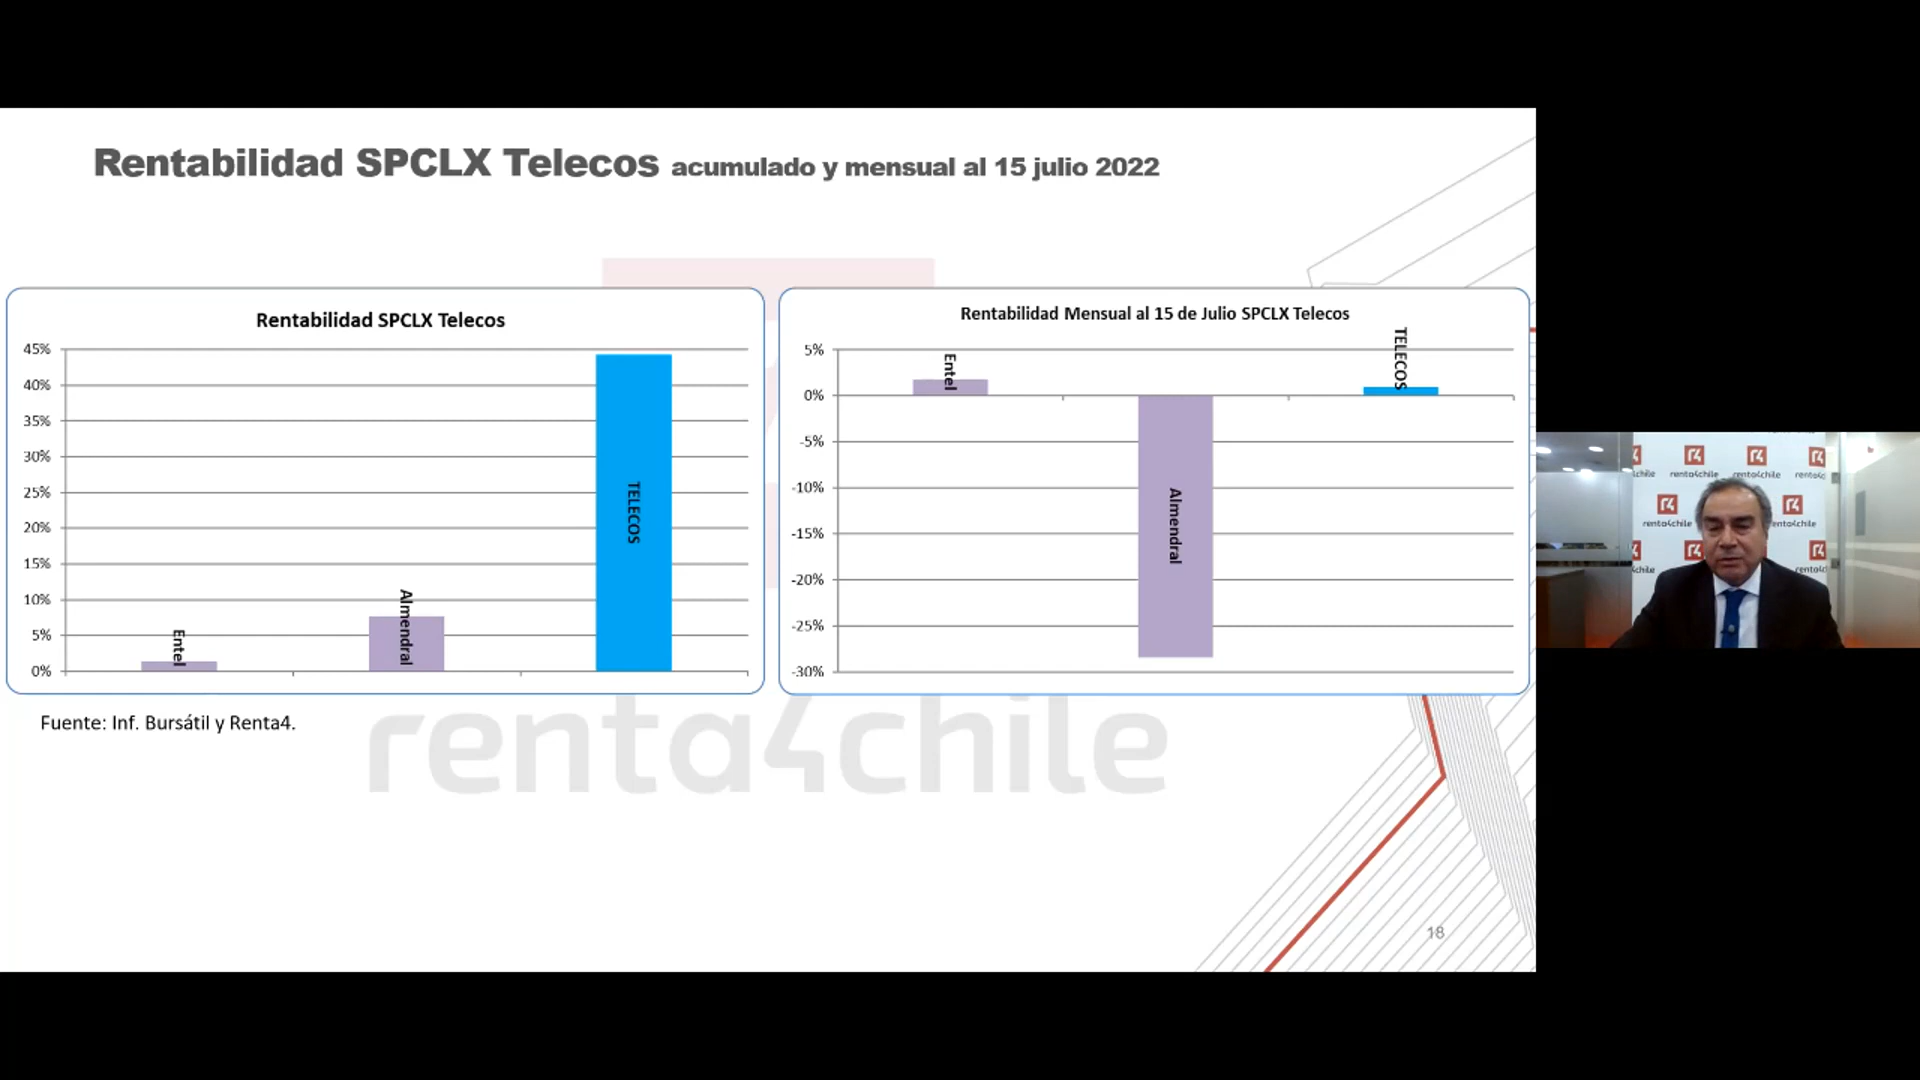 Rentabilidad SPCLX Telecos acumulado y mensual al 15 julio 2022
Rentabilidad SPCLX Telecos
45%
40%
35%
30%
25%
20%
15%
10%
5%
0%
Entel
Almendral
TELECOS
Rentabilidad Mensual al 15 de Julio SPCLX Telecos
5%
0%
-5%
-10%
-15%
-20%
-25%
-30%
Entel
Almendral
TELECOS
Fuente: Inf. Bursátil y Renta4.
renta4chile
18
renta4chile
renta4chile
renta4chile